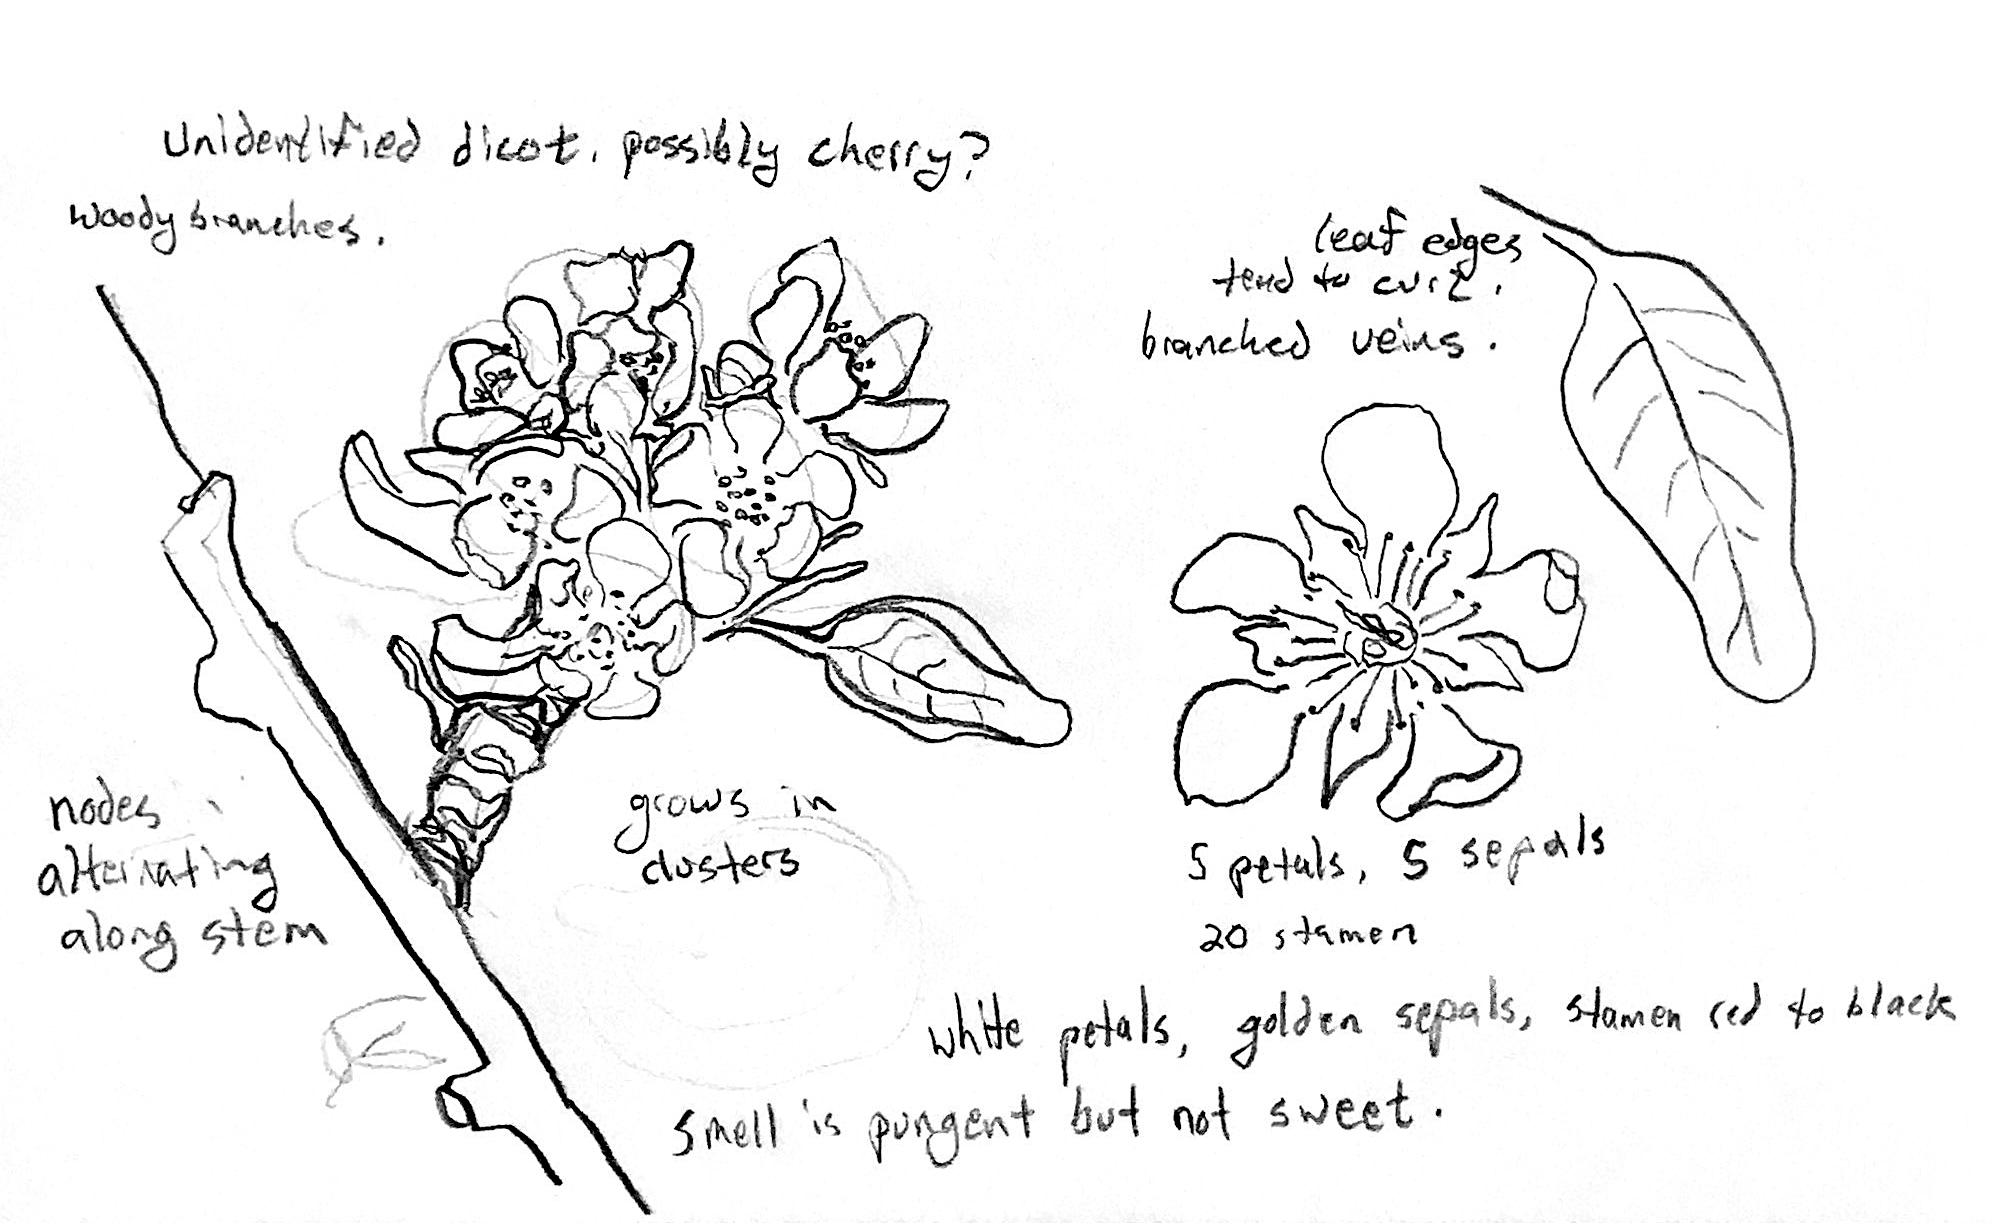 Unidentified dicot. possibly cherry?
woody branches.
leaf edges
tend to curl.
branched veins.
nodes
alternating
along stem
grows in
clusters
5 petals, 5 sepals
20 stamen
white petals, golden sepals, stamen red to black
smell is pungent but not sweet.